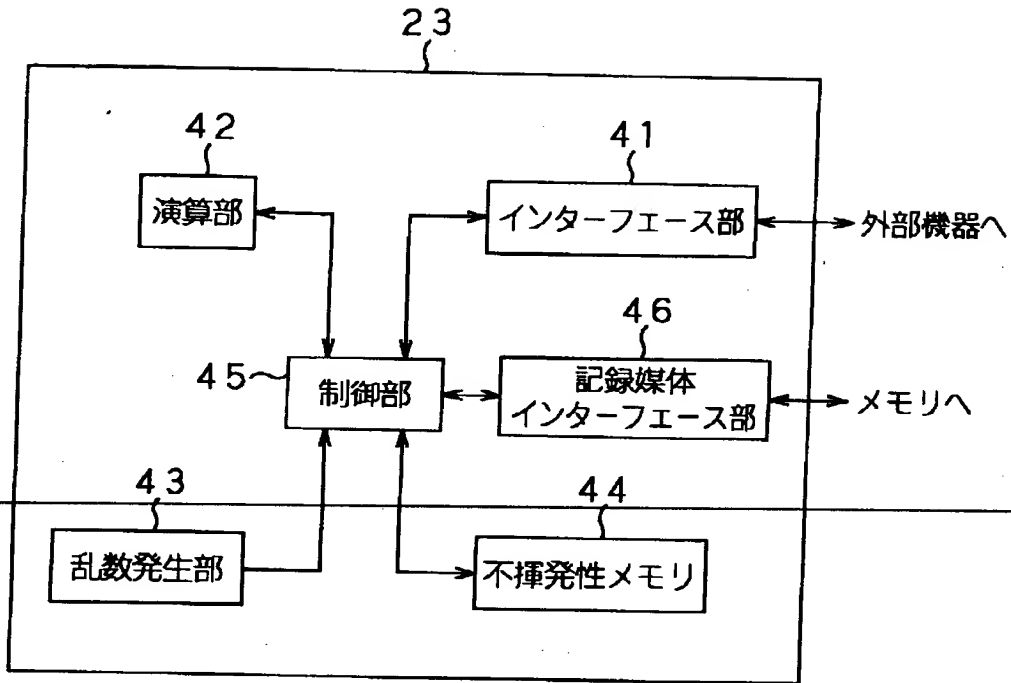 23
42
演算部
41
インターフェース部
外部機器へ
46
記録媒体
インターフェース部
メモリへ
45
制御部
43
乱数発生部
44
不揮発性メモリ